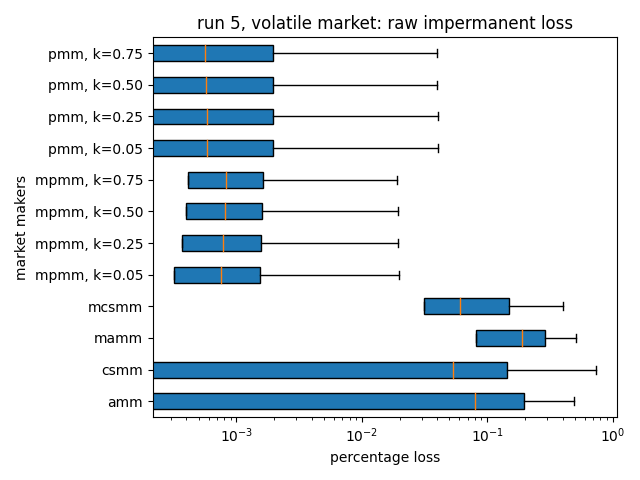 run 5, volatile market: raw impermanent loss
market makers
pmm, k=0.75
pmm, k=0.50
pmm, k=0.25
pmm, k=0.05
mpmm, k=0.75
mpmm, k=0.50
mpmm, k=0.25
mpmm, k=0.05
mcsmm
mamm
csmm
amm
10⁻³ 10⁻² 10⁻¹ 10⁰
percentage loss